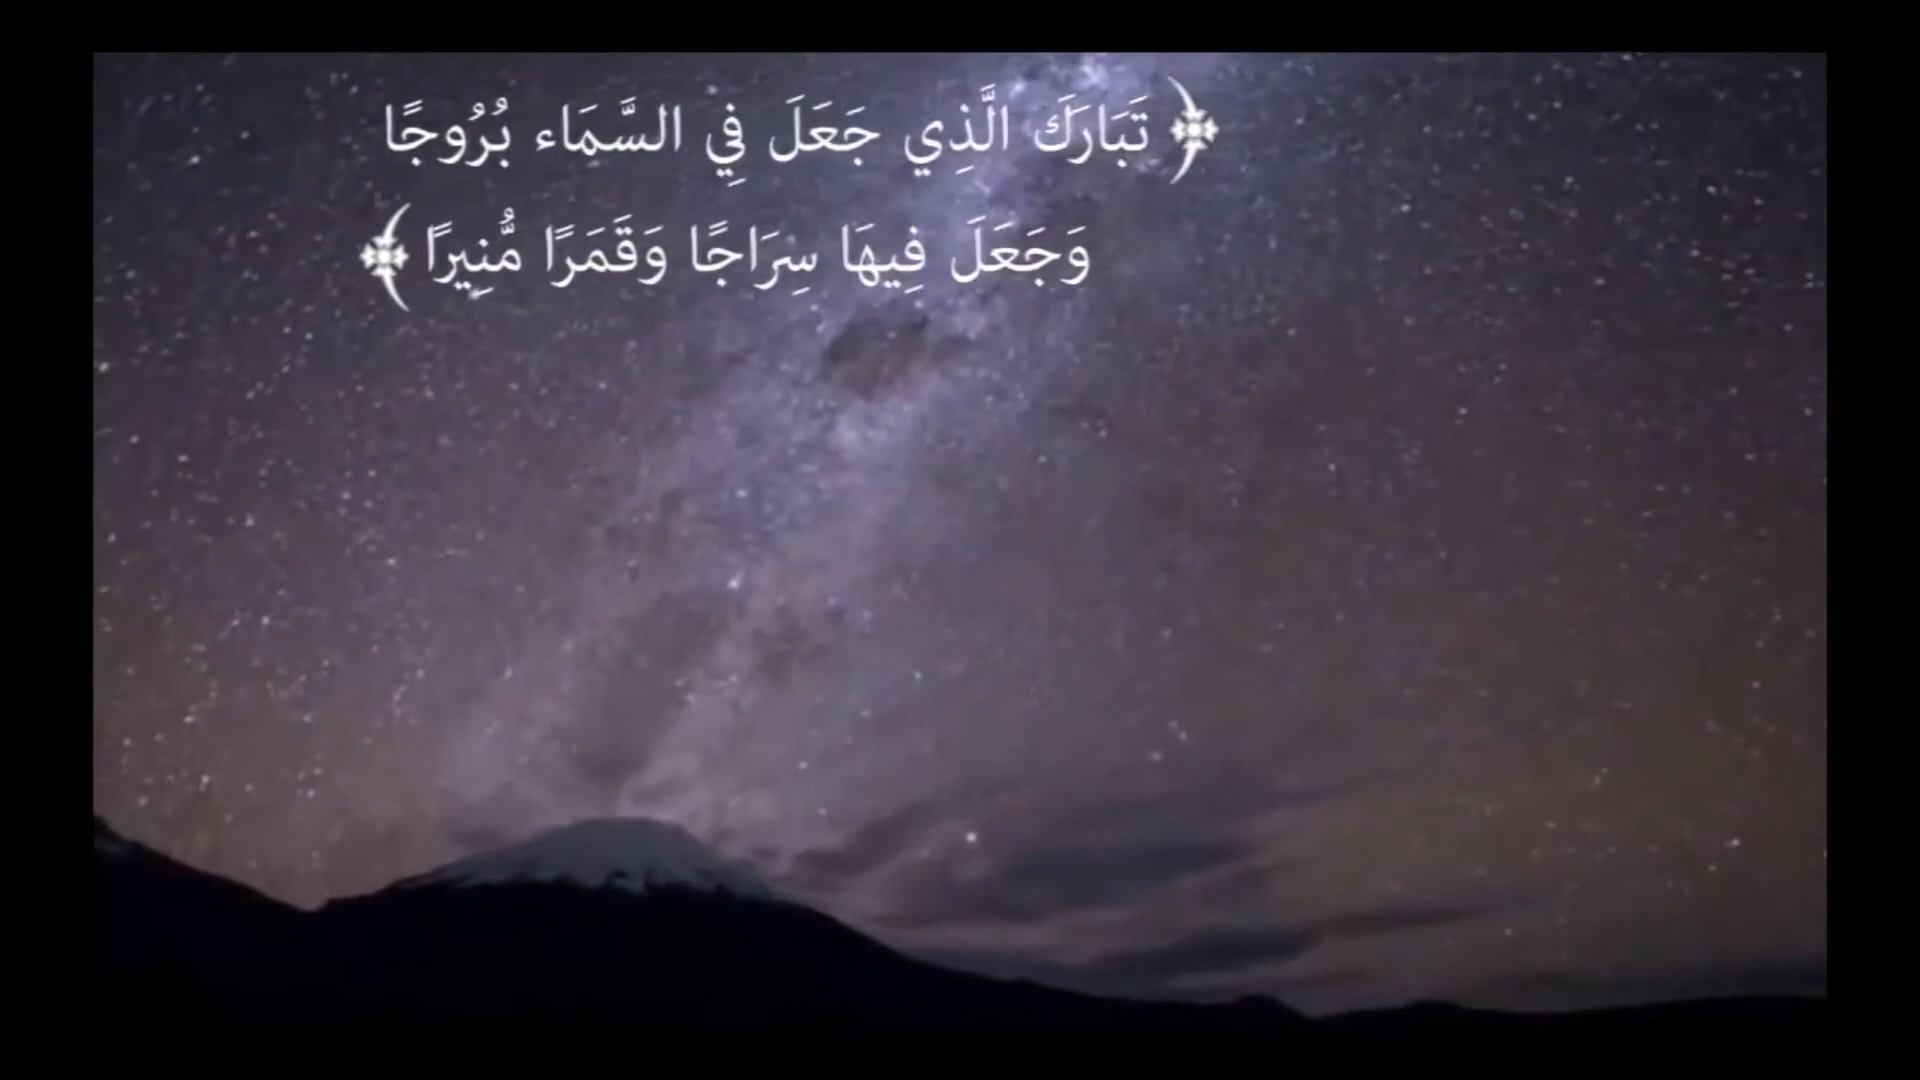 ﴿ تَبَارَكَ الَّذِي جَعَلَ فِي السَّمَاء بُرُوجًا
وَجَعَلَ فِيهَا سِرَاجًا وَقَمَرًا مُّنِيرًا ﴾